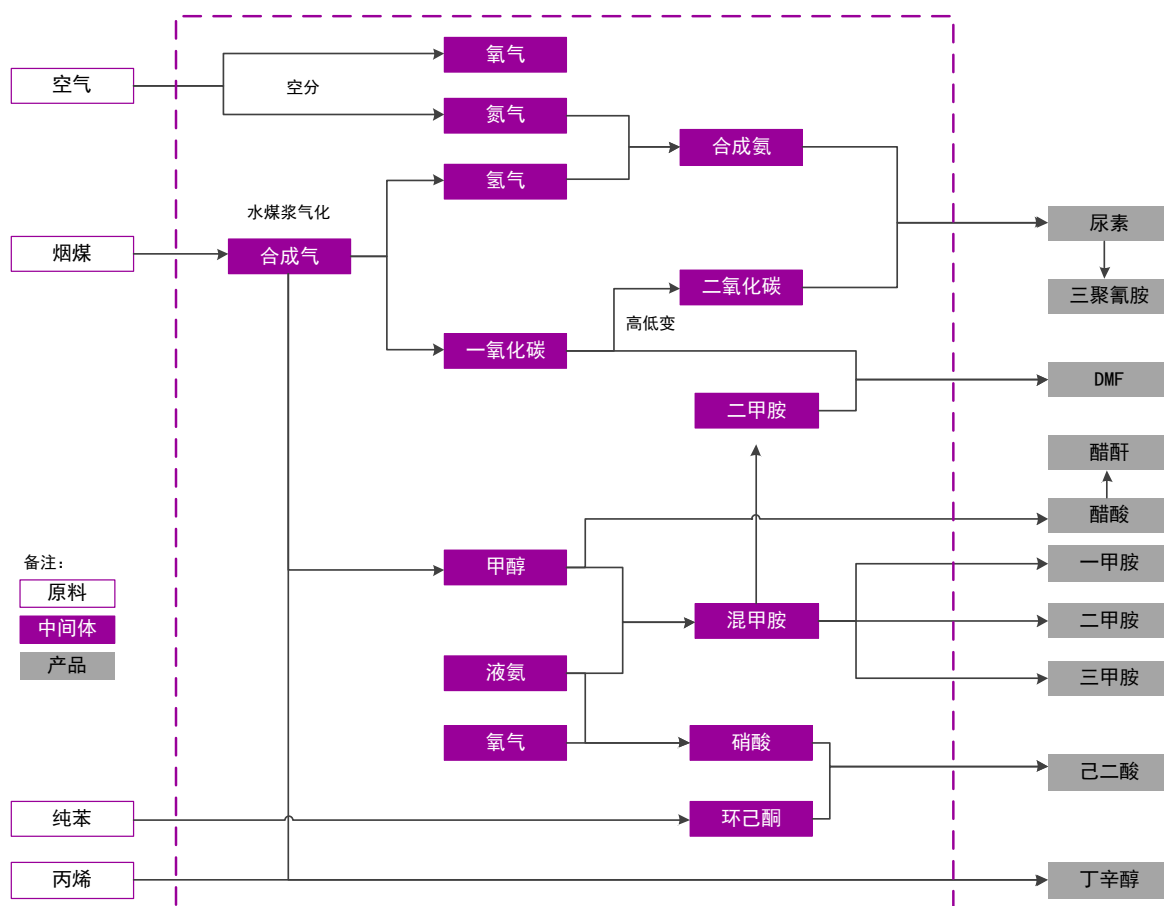 氧气
空气
空分
氮气
合成氨
氢气
水煤浆气化
尿素
烟煤
合成气
二氧化碳
三聚氰胺
高低变
一氧化碳
DMF
二甲胺
醋酐
醋酸
备注：
甲醇
一甲胺
原料
中间体
混甲胺
二甲胺
产品
液氨
三甲胺
氧气
硝酸
己二酸
纯苯
环己酮
丙烯
丁辛醇